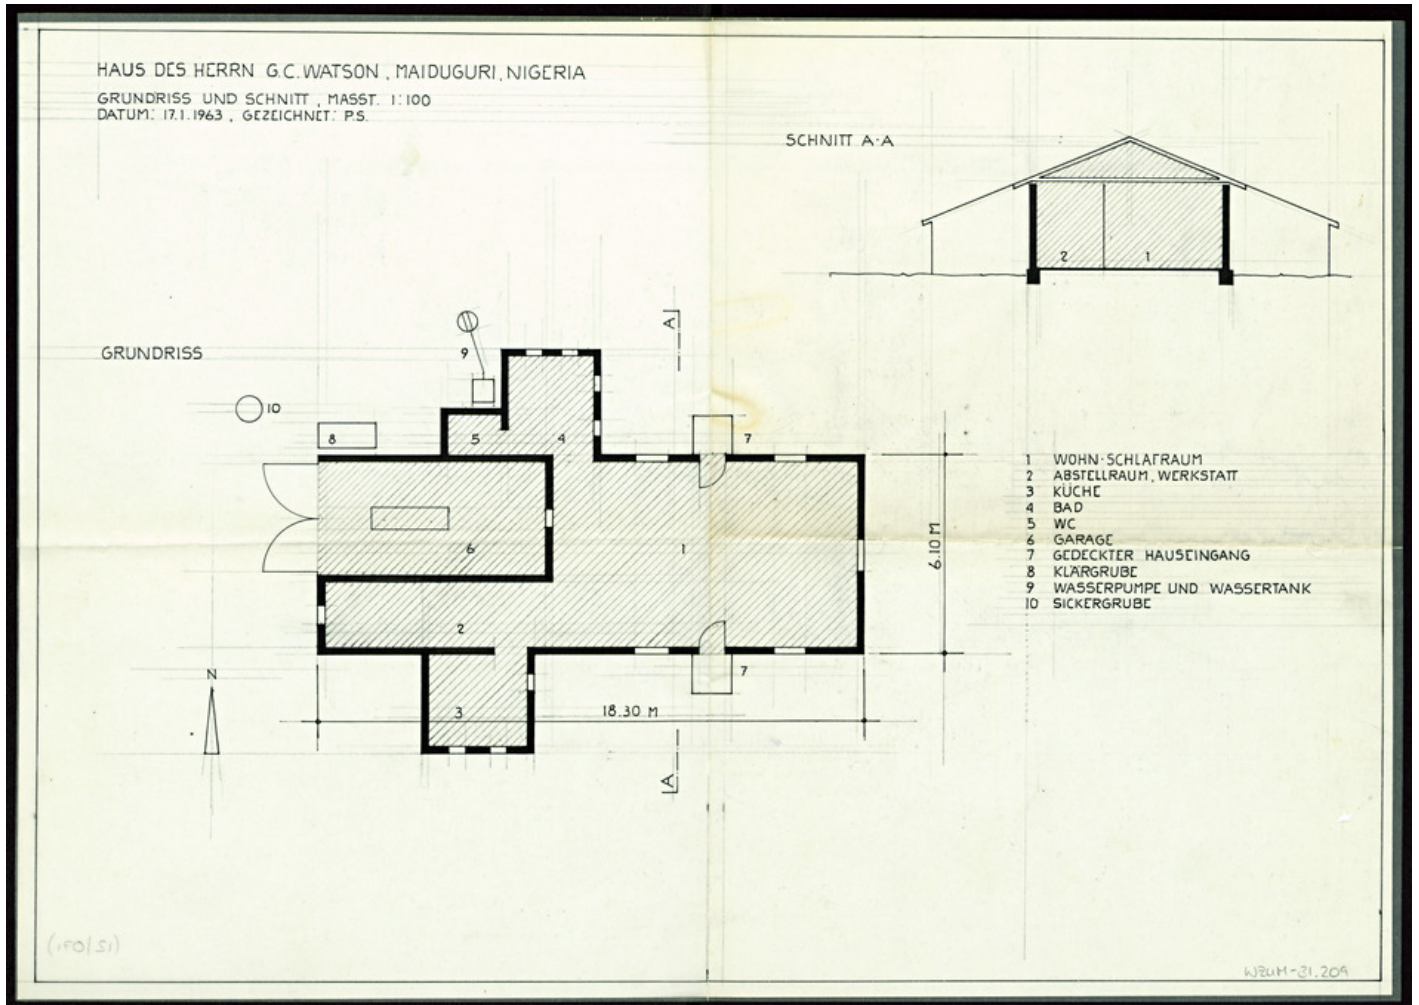 HAUS DES HERRN G.C. WATSON, MAIDUGURI, NIGERIA
GRUNDRISS UND SCHNITT, MASST. 1:100
DATUM: 17.1.1963, GEZEICHNET: P.S.
SCHNITT A-A
2 1
GRUNDRISS
A
9
10
8
5
4
7
6
1
2
3
7
6.10 M
18.30 M
N
A
1 WOHN-SCHLAFRAUM
2 ABSTELLRAUM, WERKSTATT
3 KÜCHE
4 BAD
5 WC
6 GARAGE
7 GEDECKTER HAUSEINGANG
8 KLÄRGRUBE
9 WASSERPUMPE UND WASSERTANK
10 SICKERGRUBE
WZUM-31.209